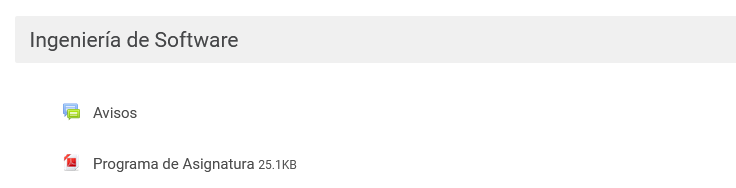 Ingeniería de Software
Avisos
Programa de Asignatura 25.1KB